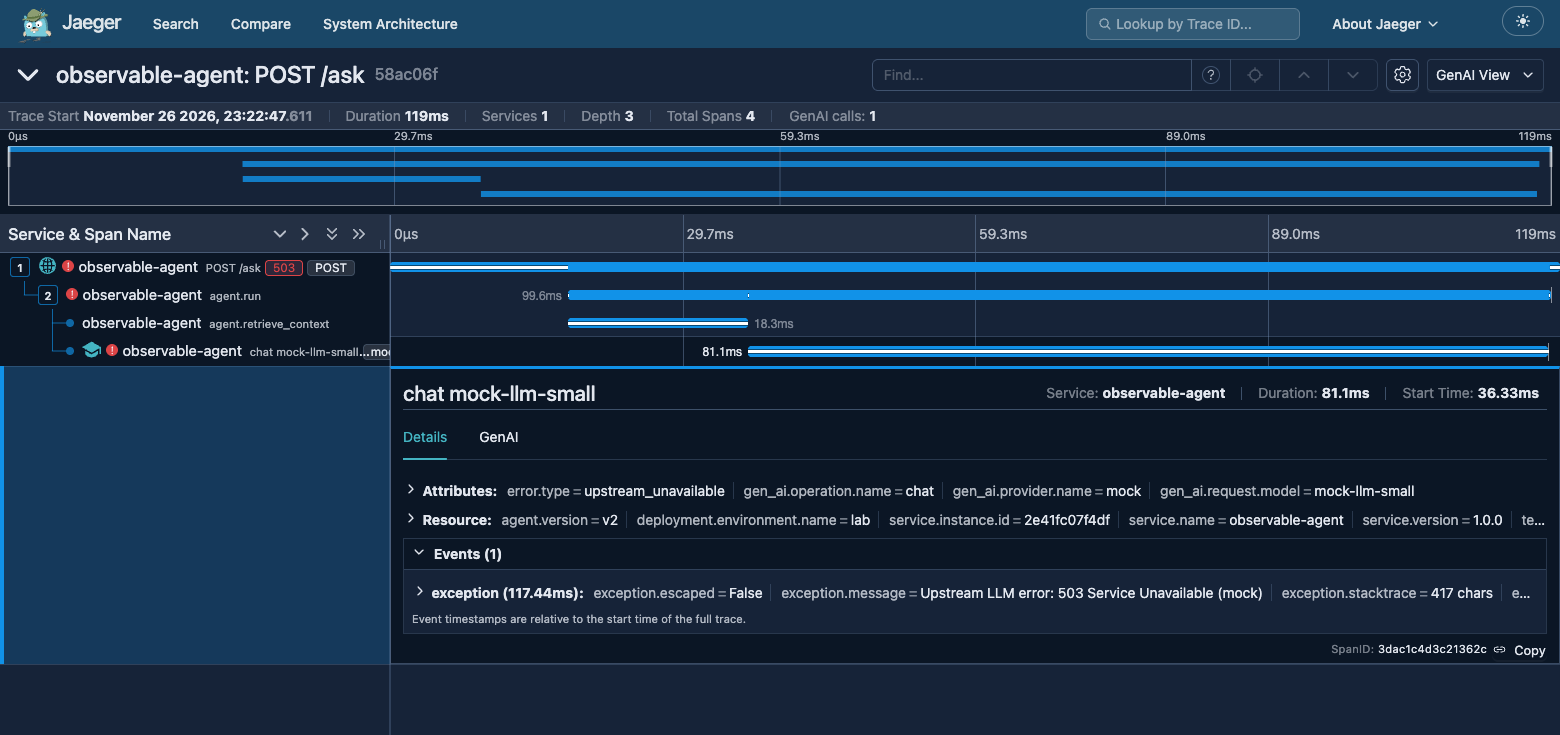 Jaeger Search Compare System Architecture Lookup by Trace ID... About Jaeger
observable-agent: POST /ask 58ac06f Find... ? GenAI View
Trace Start November 26 2026, 23:22:47.611 Duration 119ms Services 1 Depth 3 Total Spans 4 GenAI calls: 1
0μs 29.7ms 59.3ms 89.0ms 119ms
Service & Span Name 0μs 29.7ms 59.3ms 89.0ms 119ms
1 observable-agent POST /ask 503 POST
2 observable-agent agent.run 99.6ms
observable-agent agent.retrieve_context 18.3ms
observable-agent chat mock-llm-small... moc 81.1ms
chat mock-llm-small Service: observable-agent Duration: 81.1ms Start Time: 36.33ms
Details GenAI
Attributes: error.type = upstream_unavailable gen_ai.operation.name = chat gen_ai.provider.name = mock gen_ai.request.model = mock-llm-small
Resource: agent.version = v2 deployment.environment.name = lab service.instance.id = 2e41fc07f4df service.name = observable-agent service.version = 1.0.0 te...
Events (1)
exception (117.44ms): exception.escaped = False exception.message = Upstream LLM error: 503 Service Unavailable (mock) exception.stacktrace = 417 chars e...
Event timestamps are relative to the start time of the full trace.
SpanID: 3dac1c4d3c21362c Copy